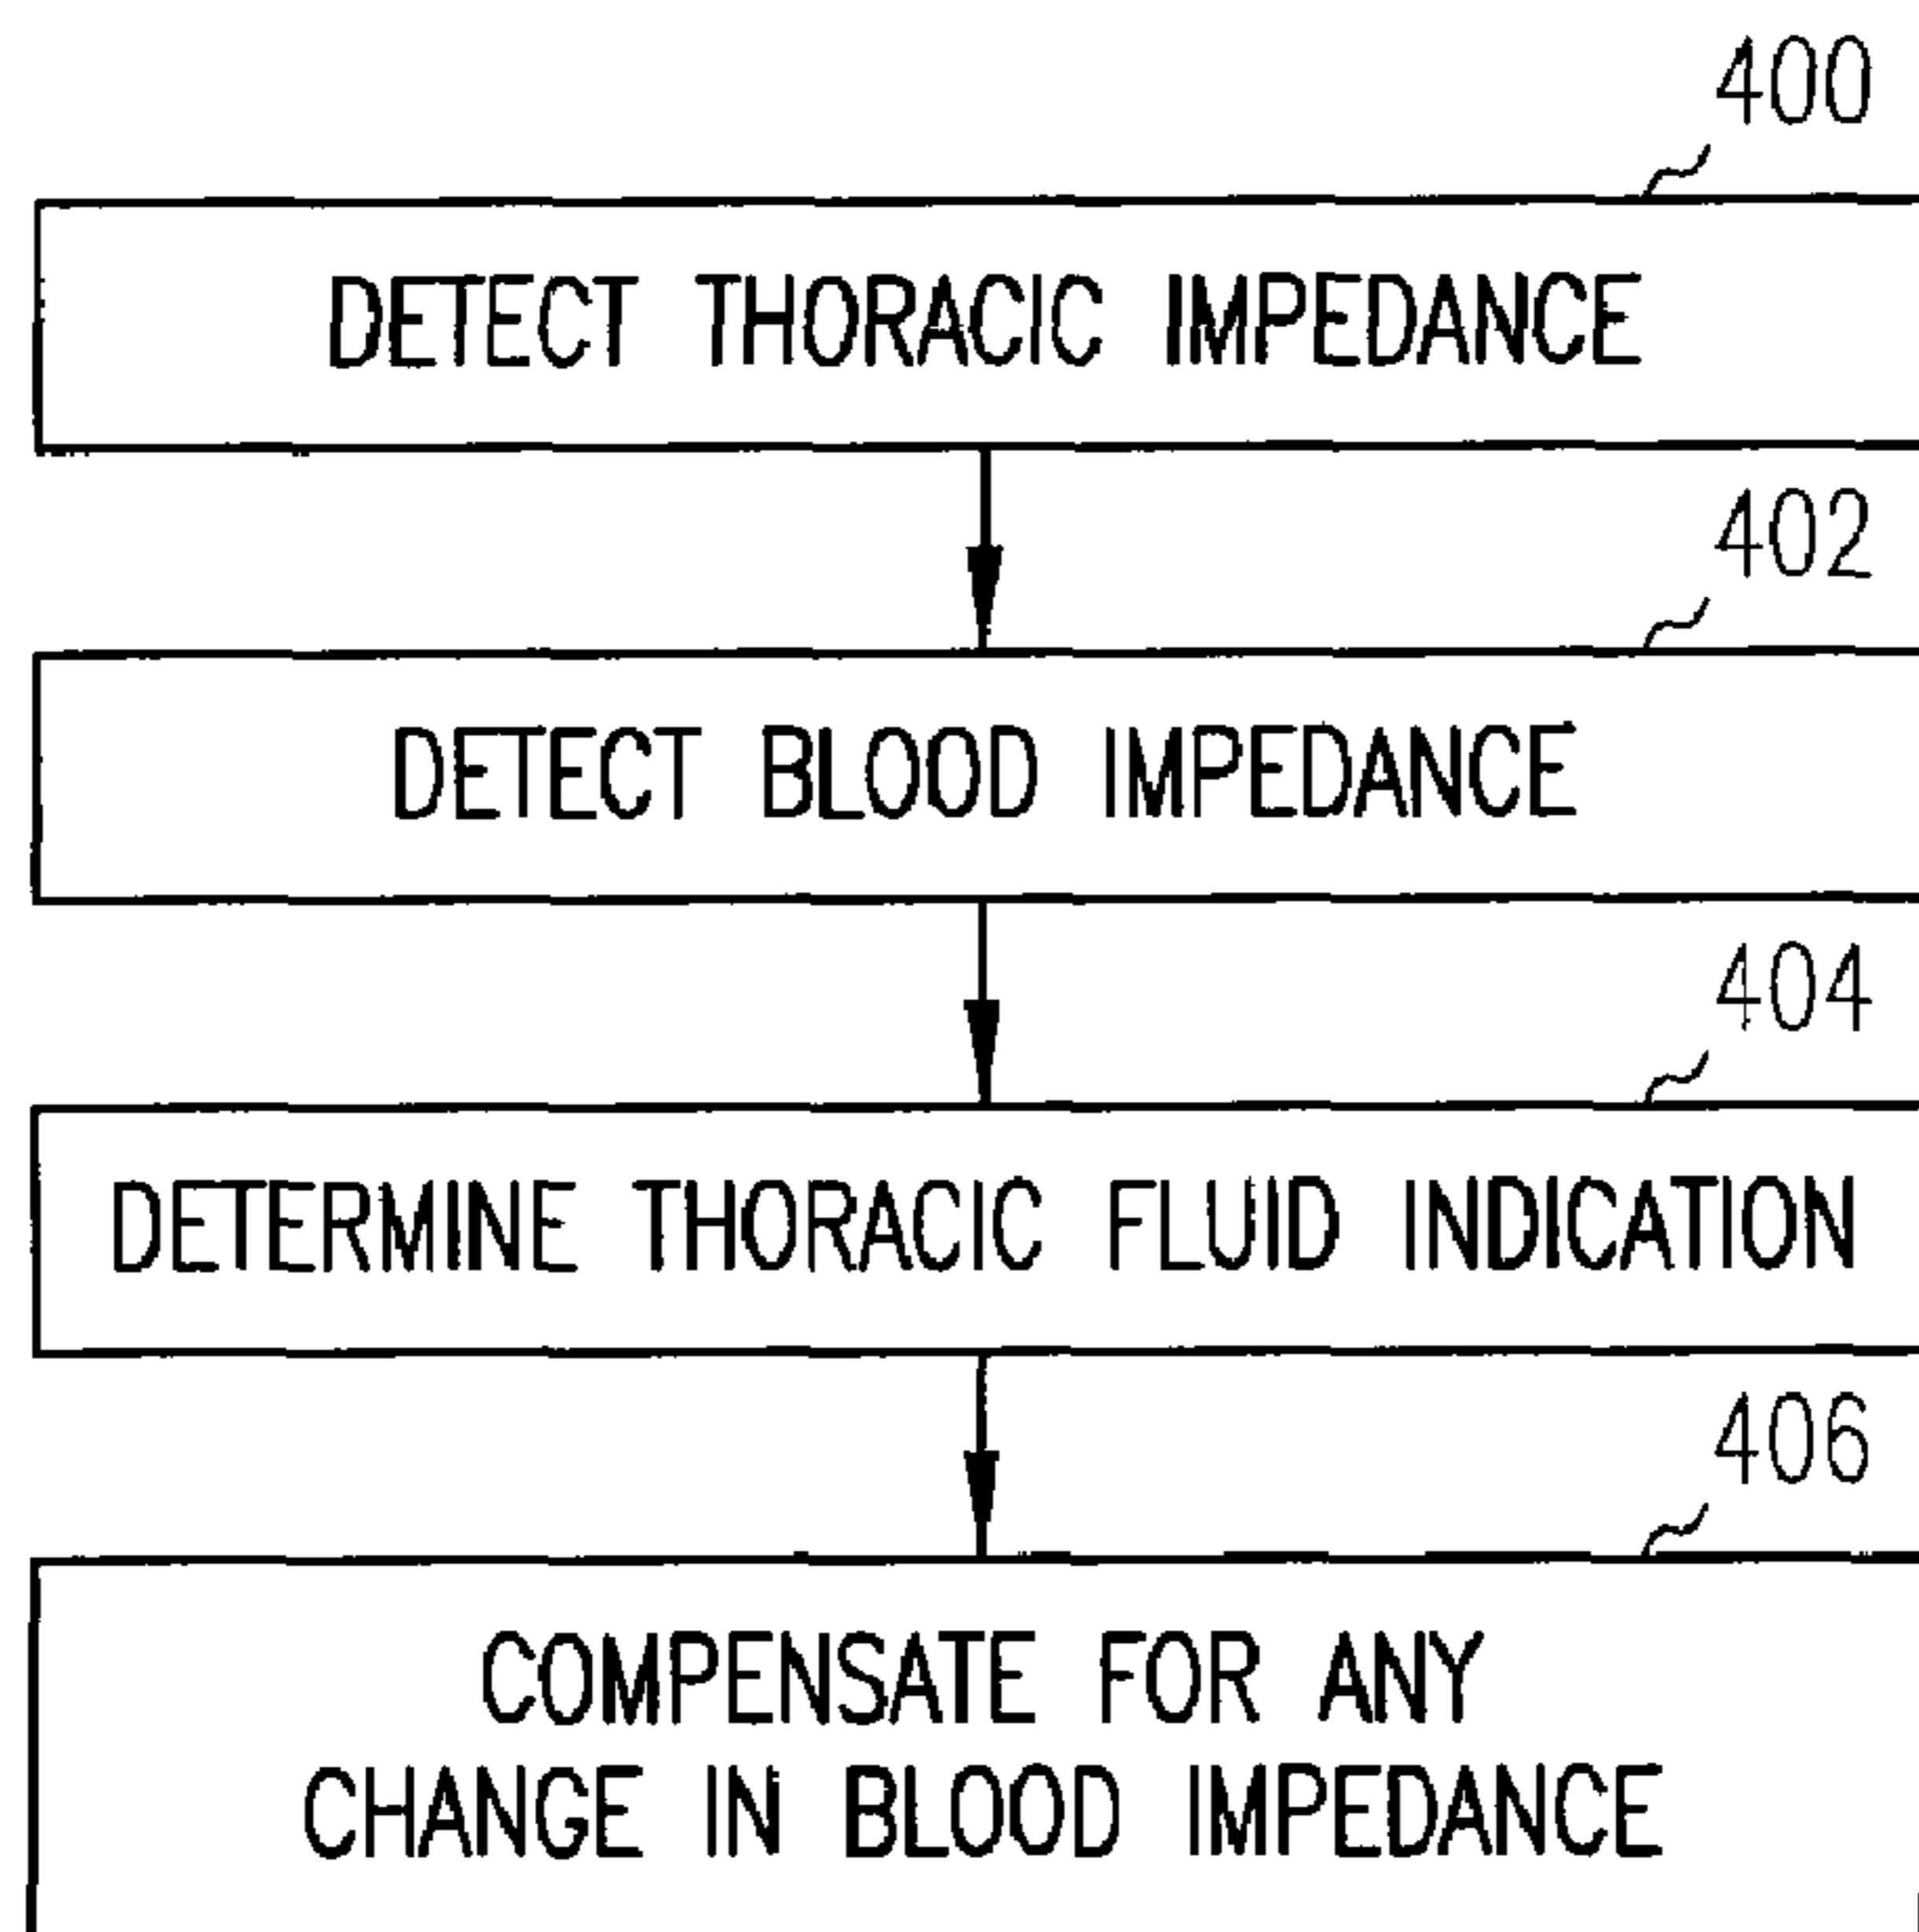 400
DETECT THORACIC IMPEDANCE
402
DETECT BLOOD IMPEDANCE
404
DETERMINE THORACIC FLUID INDICATION
406
COMPENSATE FOR ANY
CHANGE IN BLOOD IMPEDANCE